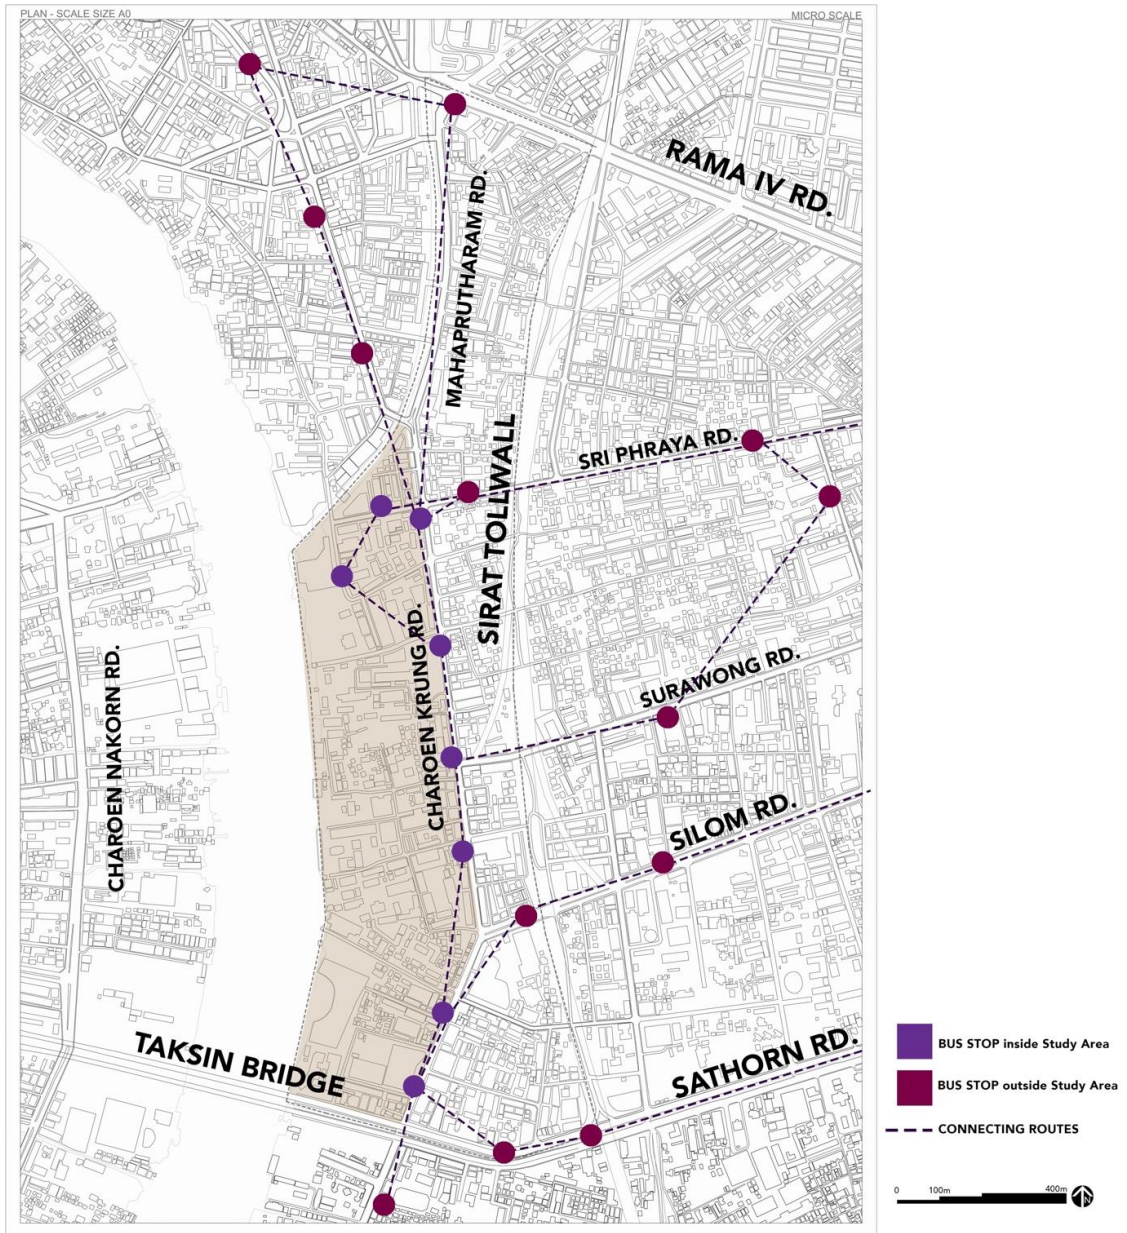 PLAN - SCALE SIZE A0
MICRO SCALE
RAMA IV RD.
MAHAPRUTHARAM RD.
SRI PHRAYA RD.
SIRAT TOLLWALL
CHAROEN KRUNG RD.
CHAROEN NAKORN RD.
SURAWONG RD.
SILOM RD.
TAKSIN BRIDGE
SATHORN RD.
BUS STOP inside Study Area
BUS STOP outside Study Area
CONNECTING ROUTES
0 100m 400m
N